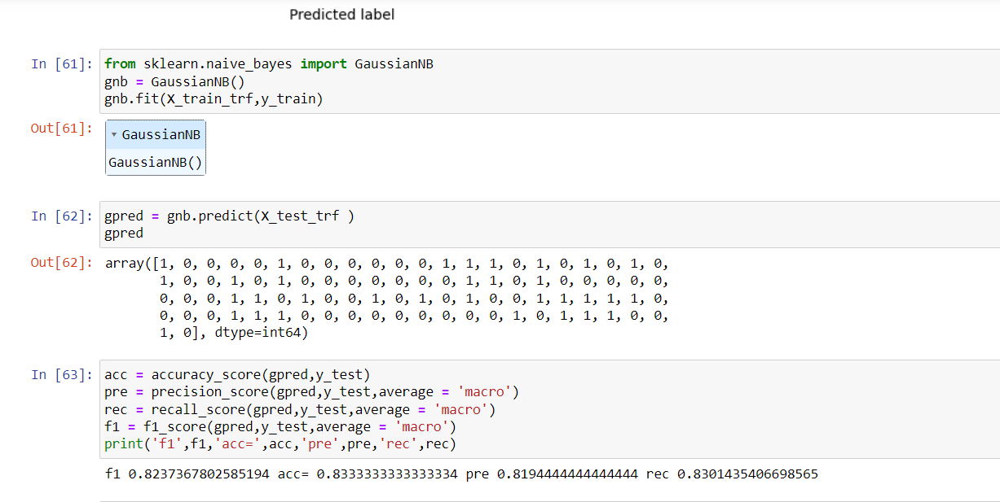 Predicted label
In [61]: from sklearn.naive_bayes import GaussianNB
gnb = GaussianNB()
gnb.fit(X_train_trf,y_train)
Out[61]: ▾ GaussianNB
GaussianNB()
In [62]: gpred = gnb.predict(X_test_trf )
gpred
Out[62]: array([1, 0, 0, 0, 0, 1, 0, 0, 0, 0, 0, 0, 1, 1, 1, 0, 1, 0, 1, 0, 1, 0,
1, 0, 0, 1, 0, 1, 0, 0, 0, 0, 0, 0, 0, 1, 1, 0, 1, 0, 0, 0, 0, 0,
0, 0, 0, 1, 1, 0, 1, 0, 0, 1, 0, 1, 0, 1, 0, 0, 1, 1, 1, 1, 1, 0,
0, 0, 0, 1, 1, 1, 0, 0, 0, 0, 0, 0, 0, 0, 0, 1, 0, 1, 1, 1, 0, 0,
1, 0], dtype=int64)
In [63]: acc = accuracy_score(gpred,y_test)
pre = precision_score(gpred,y_test,average = 'macro')
rec = recall_score(gpred,y_test,average = 'macro')
f1 = f1_score(gpred,y_test,average = 'macro')
print('f1',f1,'acc=',acc,'pre',pre,'rec',rec)
f1 0.8237367802585194 acc= 0.8333333333333334 pre 0.8194444444444444 rec 0.8301435406698565